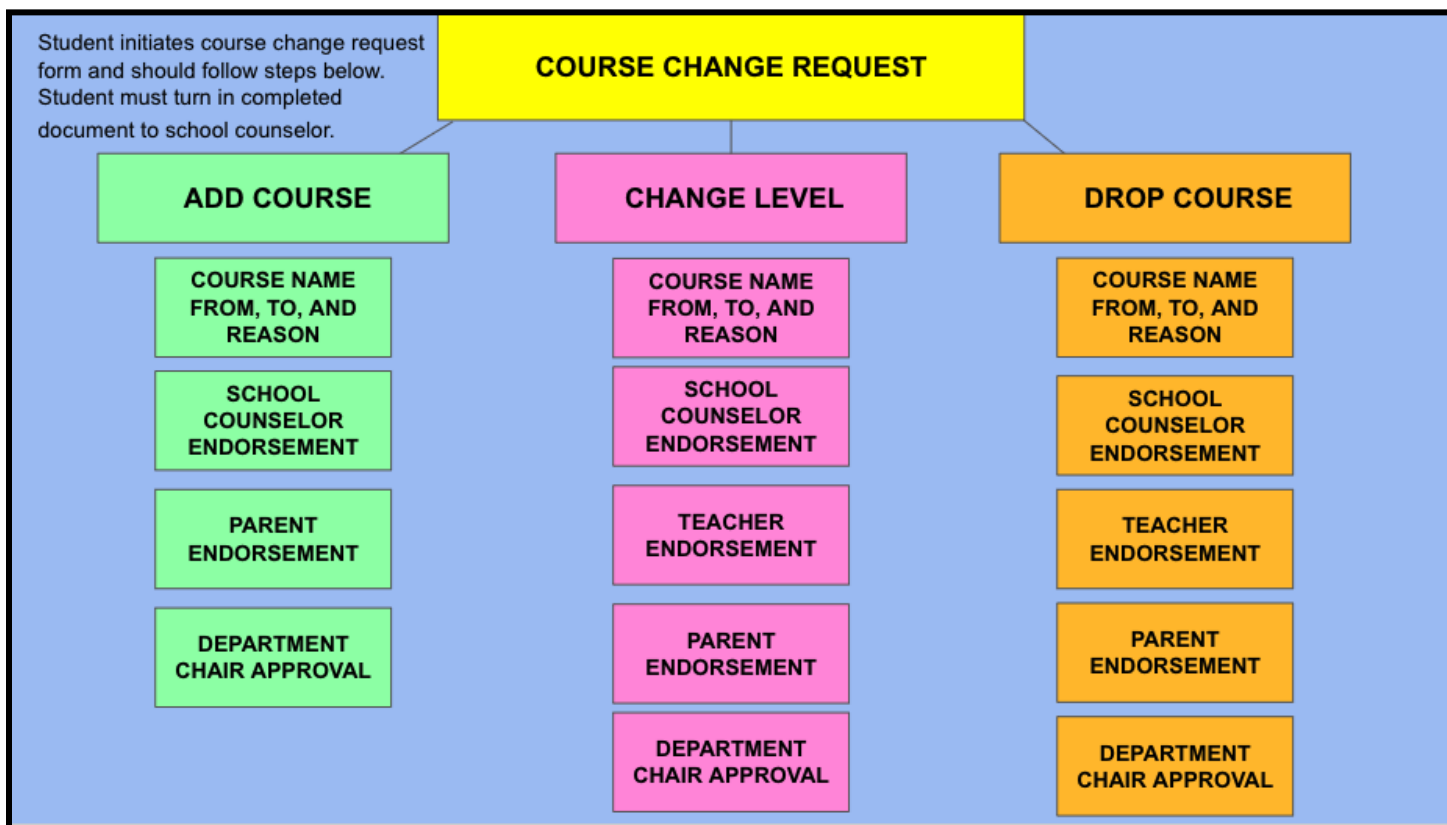 Student initiates course change request
form and should follow steps below.
Student must turn in completed
document to school counselor.
COURSE CHANGE REQUEST
ADD COURSE
COURSE NAME
FROM, TO, AND
REASON
SCHOOL
COUNSELOR
ENDORSEMENT
PARENT
ENDORSEMENT
DEPARTMENT
CHAIR APPROVAL
CHANGE LEVEL
COURSE NAME
FROM, TO, AND
REASON
SCHOOL
COUNSELOR
ENDORSEMENT
TEACHER
ENDORSEMENT
PARENT
ENDORSEMENT
DEPARTMENT
CHAIR APPROVAL
DROP COURSE
COURSE NAME
FROM, TO, AND
REASON
SCHOOL
COUNSELOR
ENDORSEMENT
TEACHER
ENDORSEMENT
PARENT
ENDORSEMENT
DEPARTMENT
CHAIR APPROVAL